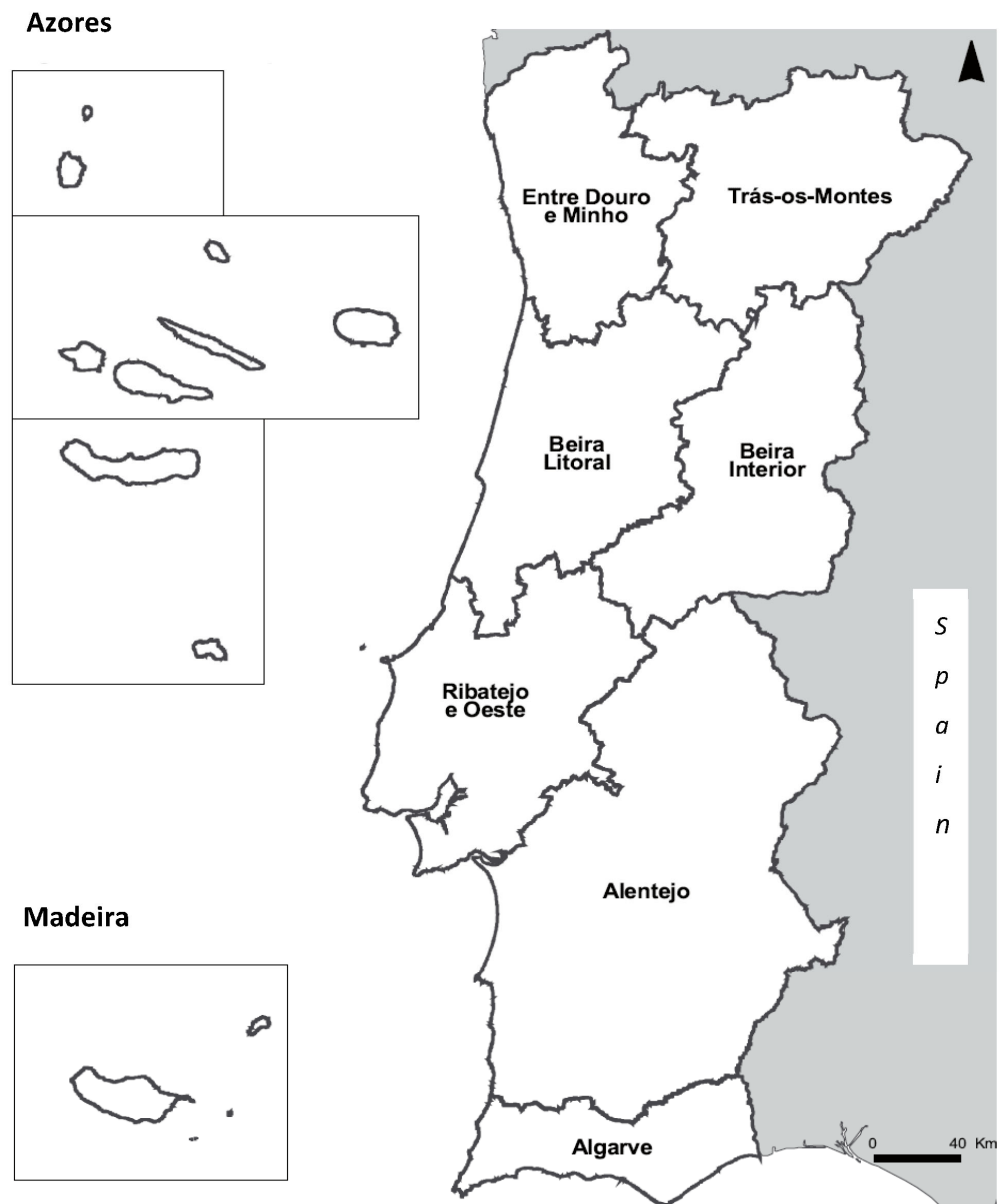 Azores
Entre Douro
e Minho
Trás-os-Montes
Beira
Litoral
Beira
Interior
S
p
a
i
n
Ribatejo
e Oeste
Alentejo
Madeira
Algarve
0 40 Km